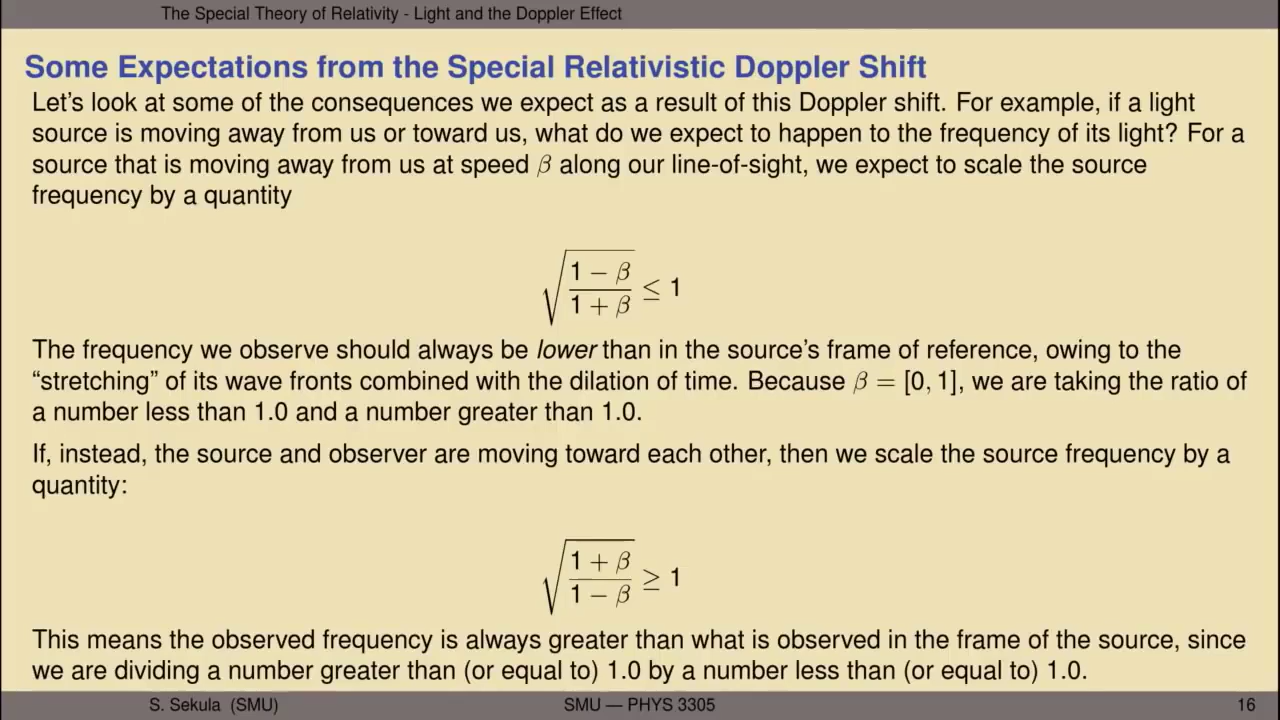 The Special Theory of Relativity - Light and the Doppler Effect
Some Expectations from the Special Relativistic Doppler Shift
Let's look at some of the consequences we expect as a result of this Doppler shift. For example, if a light
source is moving away from us or toward us, what do we expect to happen to the frequency of its light? For a
source that is moving away from us at speed β along our line-of-sight, we expect to scale the source
frequency by a quantity
√((1 − β)/(1 + β)) ≤ 1
The frequency we observe should always be lower than in the source's frame of reference, owing to the
“stretching” of its wave fronts combined with the dilation of time. Because β = [0, 1], we are taking the ratio of
a number less than 1.0 and a number greater than 1.0.
If, instead, the source and observer are moving toward each other, then we scale the source frequency by a
quantity:
√((1 + β)/(1 − β)) ≥ 1
This means the observed frequency is always greater than what is observed in the frame of the source, since
we are dividing a number greater than (or equal to) 1.0 by a number less than (or equal to) 1.0.
S. Sekula (SMU) SMU — PHYS 3305 16